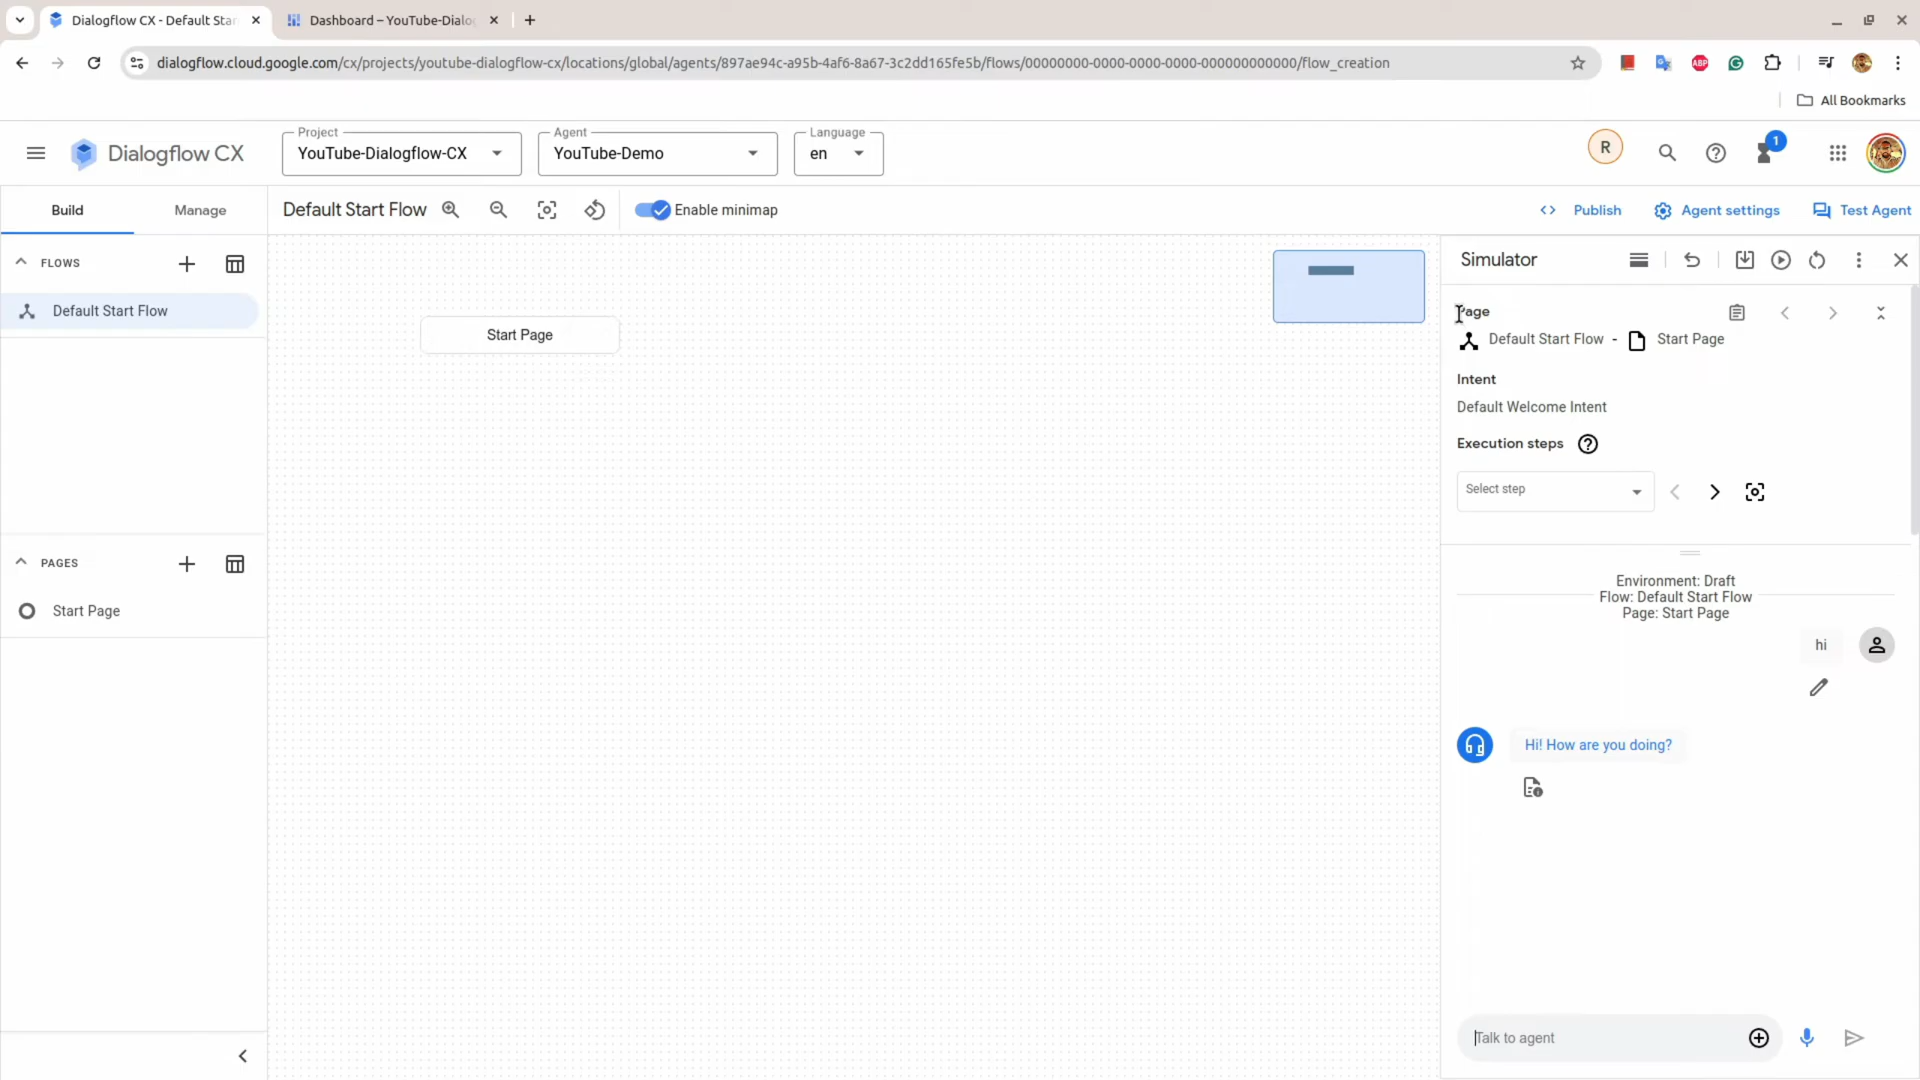 Dialogflow CX - Default Star
Dashboard – YouTube-Dialo
dialogflow.cloud.google.com/cx/projects/youtube-dialogflow-cx/locations/global/agents/897ae94c-a95b-4af6-8a67-3c2dd165fe5b/flows/00000000-0000-0000-0000-000000000000/flow_creation
ABP
All Bookmarks
Dialogflow CX
Project
YouTube-Dialogflow-CX
Agent
YouTube-Demo
Language
en
R
1
Build
Manage
Default Start Flow
Enable minimap
Publish
Agent settings
Test Agent
FLOWS
Default Start Flow
PAGES
Start Page
Start Page
Simulator
Page
Default Start Flow - Start Page
Intent
Default Welcome Intent
Execution steps
Select step
Environment: Draft
Flow: Default Start Flow
Page: Start Page
hi
Hi! How are you doing?
Talk to agent